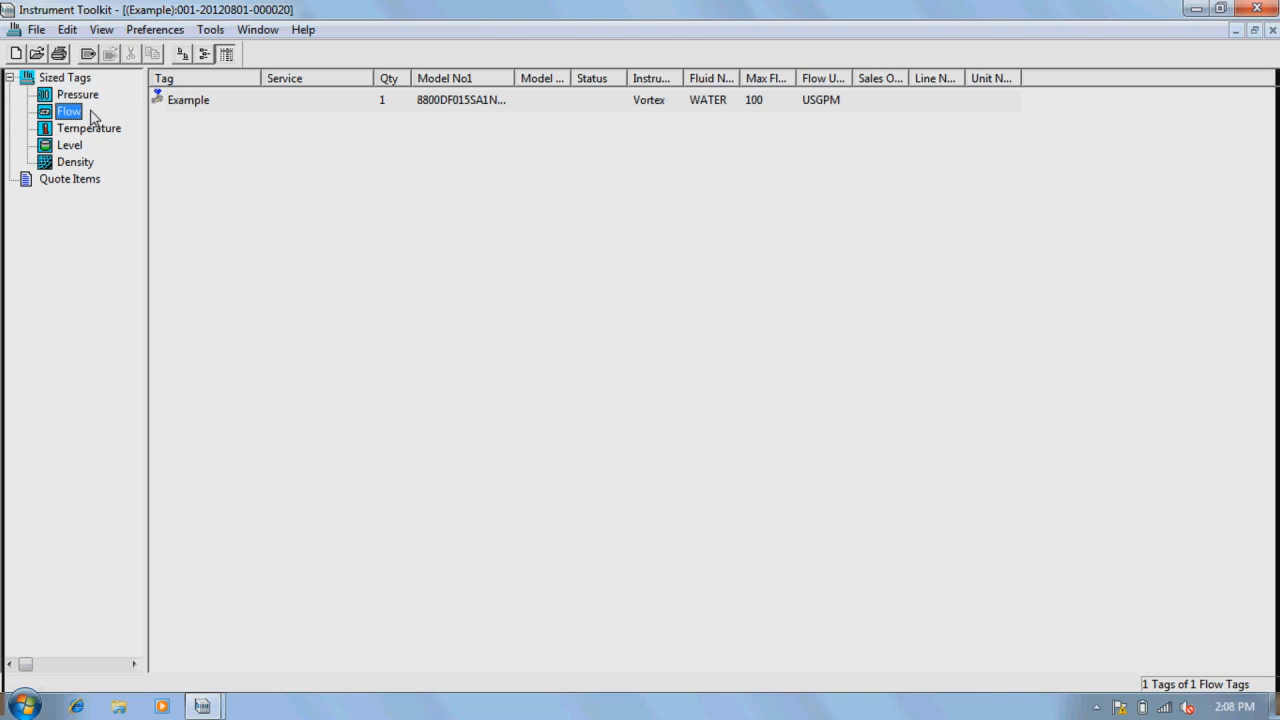 Instrument Toolkit - [(Example):001-20120801-000020]
File Edit View Preferences Tools Window Help
Sized Tags
Pressure
Flow
Temperature
Level
Density
Quote Items
Tag Service Qty Model No1 Model ... Status Instru... Fluid N... Max Fl... Flow U... Sales O... Line N... Unit N...
Example 1 8800DF015SA1N... Vortex WATER 100 USGPM
1 Tags of 1 Flow Tags
2:08 PM